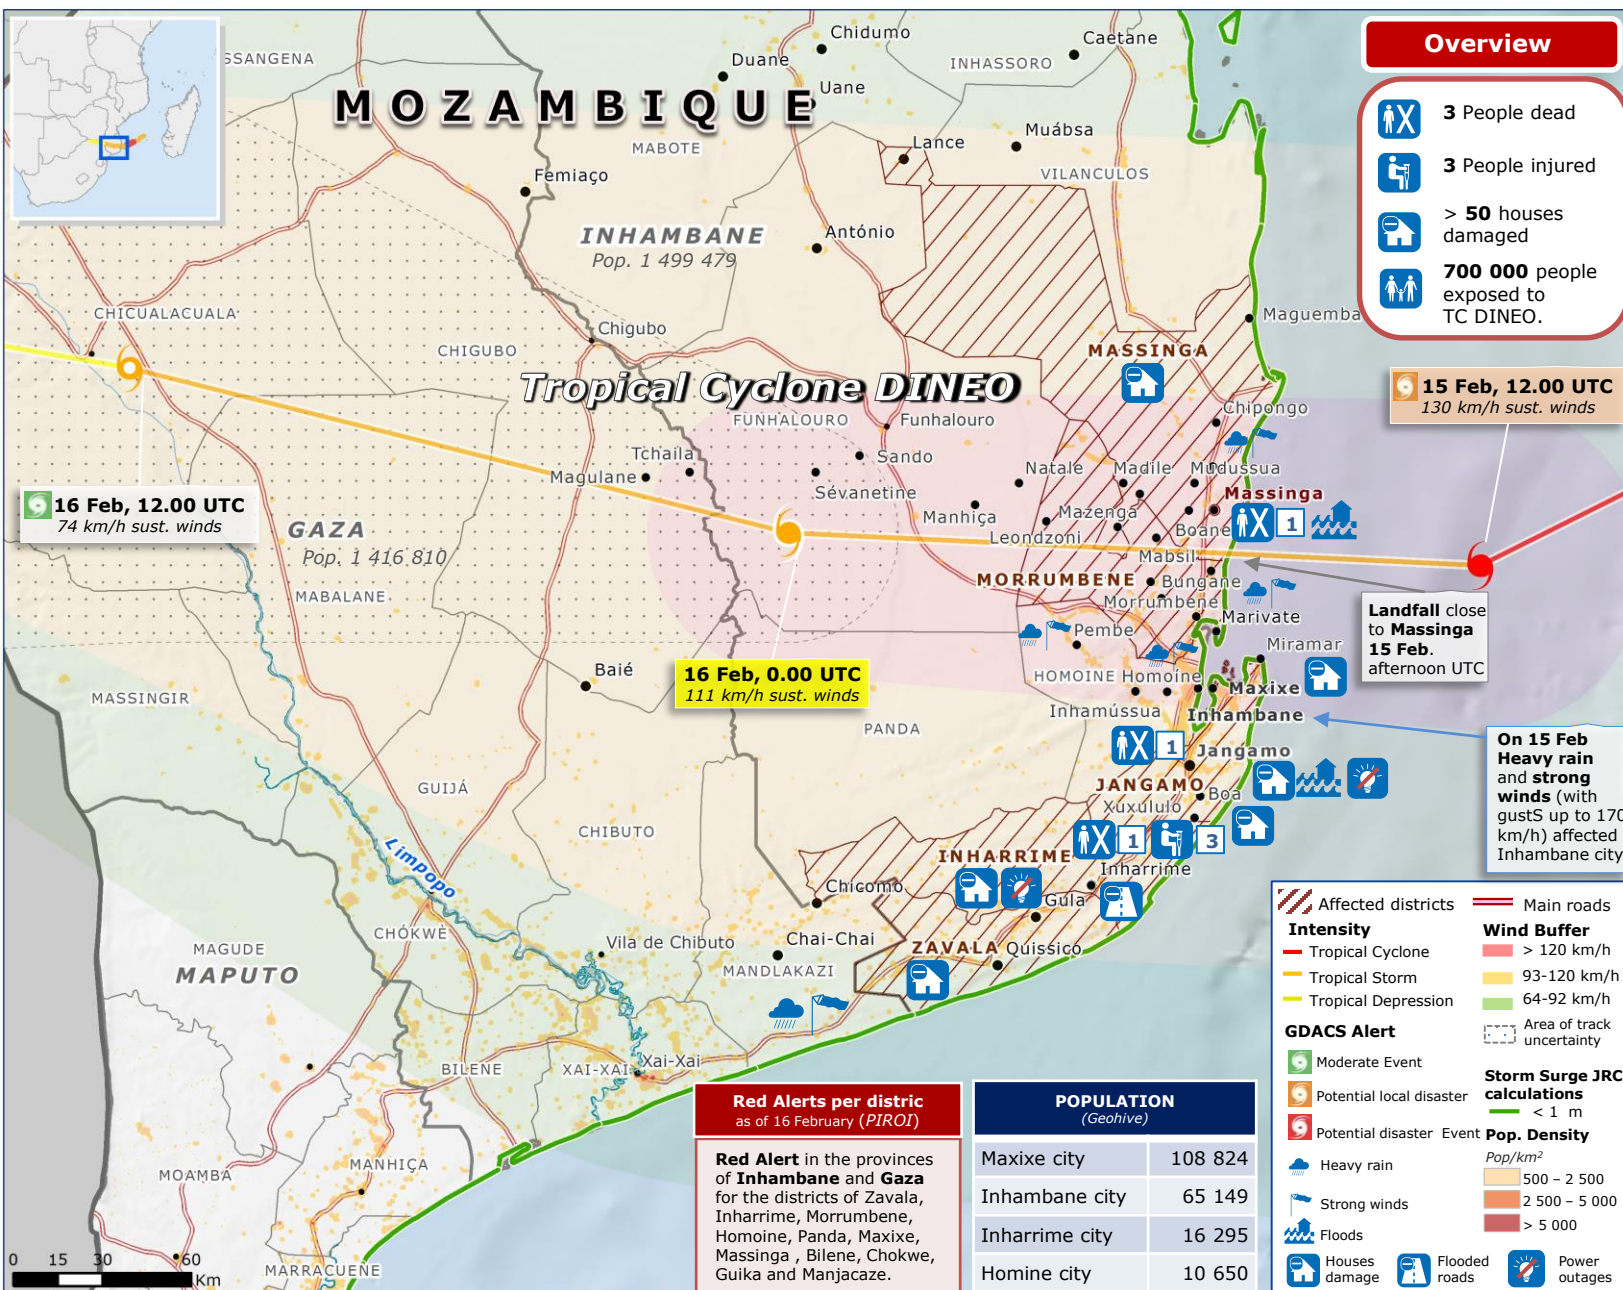 Overview
3 People dead
3 People injured
> 50 houses
damaged
700 000 people
exposed to
TC DINEO.
SSANGENA
Duane
Chidumo
Caetane
INHASSORO
Uane
MOZAMBIQUE
MABOTE
Lance
Muábsa
VILANCULOS
Femiaço
INHAMBANE
Pop. 1 499 479
António
CHICUALACUALA
Chigubo
CHIGUBO
Maguemba
MASSINGA
Tropical Cyclone DINEO
15 Feb, 12.00 UTC
130 km/h sust. winds
FUNHALOURO
Funhalouro
Chipongo
Tchaila
Sando
Magulane
Sévanetine
Natale
Madile
Mudussua
Massinga
1
16 Feb, 12.00 UTC
74 km/h sust. winds
GAZA
Pop. 1 416 810
Manhiça
Mazenga
Leondzoni
Boane
Mabsil
MABALANE
MORRUMBENE
Bungane
Morrumbene
Marivate
Landfall close
to Massinga
15 Feb.
afternoon UTC
Pembe
Miramar
16 Feb, 0.00 UTC
111 km/h sust. winds
Baié
HOMOINE
Homoíne
Maxixe
MASSINGIR
Inhamússua
Inhambane
PANDA
1
Jangamo
On 15 Feb
Heavy rain
and strong
winds (with
gustS up to 170
km/h) affected
Inhambane city
GUIJÁ
JANGAMO
Boa
Xuxululo
CHIBUTO
1
3
Limpopo
INHARRIME
Inharrime
Chicomo
Gula
CHÓKWÈ
Vila de Chibuto
Chai-Chai
ZAVALA
Quissico
MAGUDE
MAPUTO
MANDLAKAZI
BILENE
XAI-XAI
Xai-Xai
MOAMBA
MANHIÇA
MARRACUENE
0 15 30 60
Km
Red Alerts per distric
as of 16 February (PIROI)
Red Alert in the provinces
of Inhambane and Gaza
for the districts of Zavala,
Inharrime, Morrumbene,
Homoine, Panda, Maxixe,
Massinga , Bilene, Chokwe,
Guika and Manjacaze.
POPULATION
(Geohive)
Maxixe city 108 824
Inhambane city 65 149
Inharrime city 16 295
Homine city 10 650
Affected districts
Main roads
Intensity
Tropical Cyclone
Tropical Storm
Tropical Depression
Wind Buffer
> 120 km/h
93-120 km/h
64-92 km/h
Area of track
uncertainty
GDACS Alert
Moderate Event
Potential local disaster
Potential disaster Event
Storm Surge JRC
calculations
< 1 m
Pop. Density
Pop/km²
500 – 2 500
2 500 – 5 000
> 5 000
Heavy rain
Strong winds
Floods
Houses
damage
Flooded
roads
Power
outages